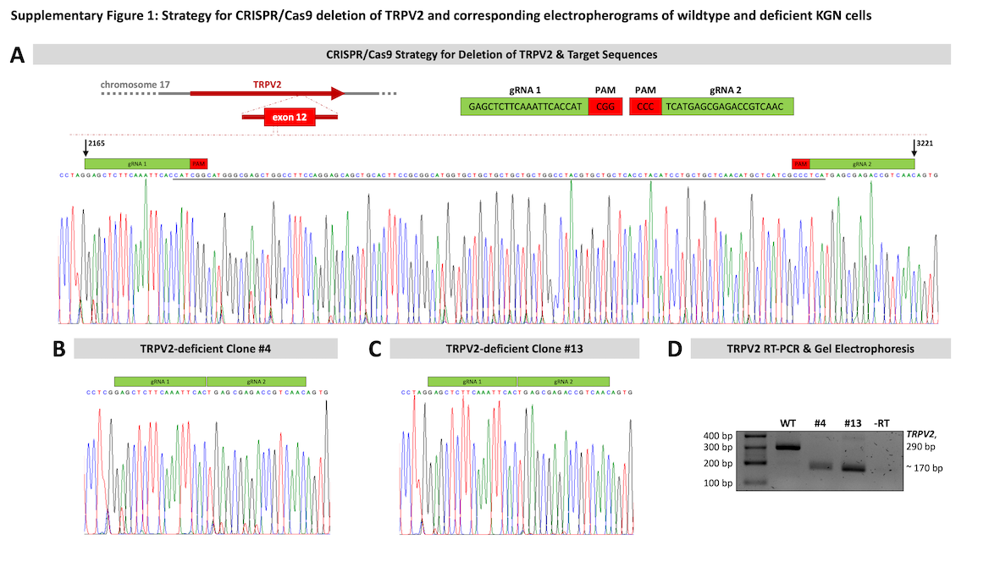 Supplementary Figure 1: Strategy for CRISPR/Cas9 deletion of TRPV2 and corresponding electropherograms of wildtype and deficient KGN cells
A
CRISPR/Cas9 Strategy for Deletion of TRPV2 & Target Sequences
chromosome 17
TRPV2
exon 12
gRNA 1 PAM PAM gRNA 2
GAGCTCTTCAAATTCACCAT CGG CCC TCATGAGCGAGACCGTCAAC
2165
3221
gRNA 1 PAM PAM gRNA 2
CCTAGGAGCTCTTCAAATTCACCATCGGCATGGGCGAGCTGGCCTTCCAGGAGCAGCTGCACTTCCGCGGCATGGTGCTGCTGCTGCTGCTGGCCTACGTGCTGCTCACCTACATCCTGCTGCTCAACATGCTCATCGCCCTCATGAGCGAGACCGTCAACAGTG
B
TRPV2-deficient Clone #4
gRNA 1 gRNA 2
CCTCGGAGCTCTTCAAATTCACTGAGCGAGACCGTCAACAGTG
C
TRPV2-deficient Clone #13
gRNA 1 gRNA 2
CCTAGGAGCTCTTCAAATTCACTGAGCGAGACCGTCAACAGTG
D
TRPV2 RT-PCR & Gel Electrophoresis
WT #4 #13 -RT
400 bp
300 bp
200 bp
100 bp
TRPV2,
290 bp
~ 170 bp